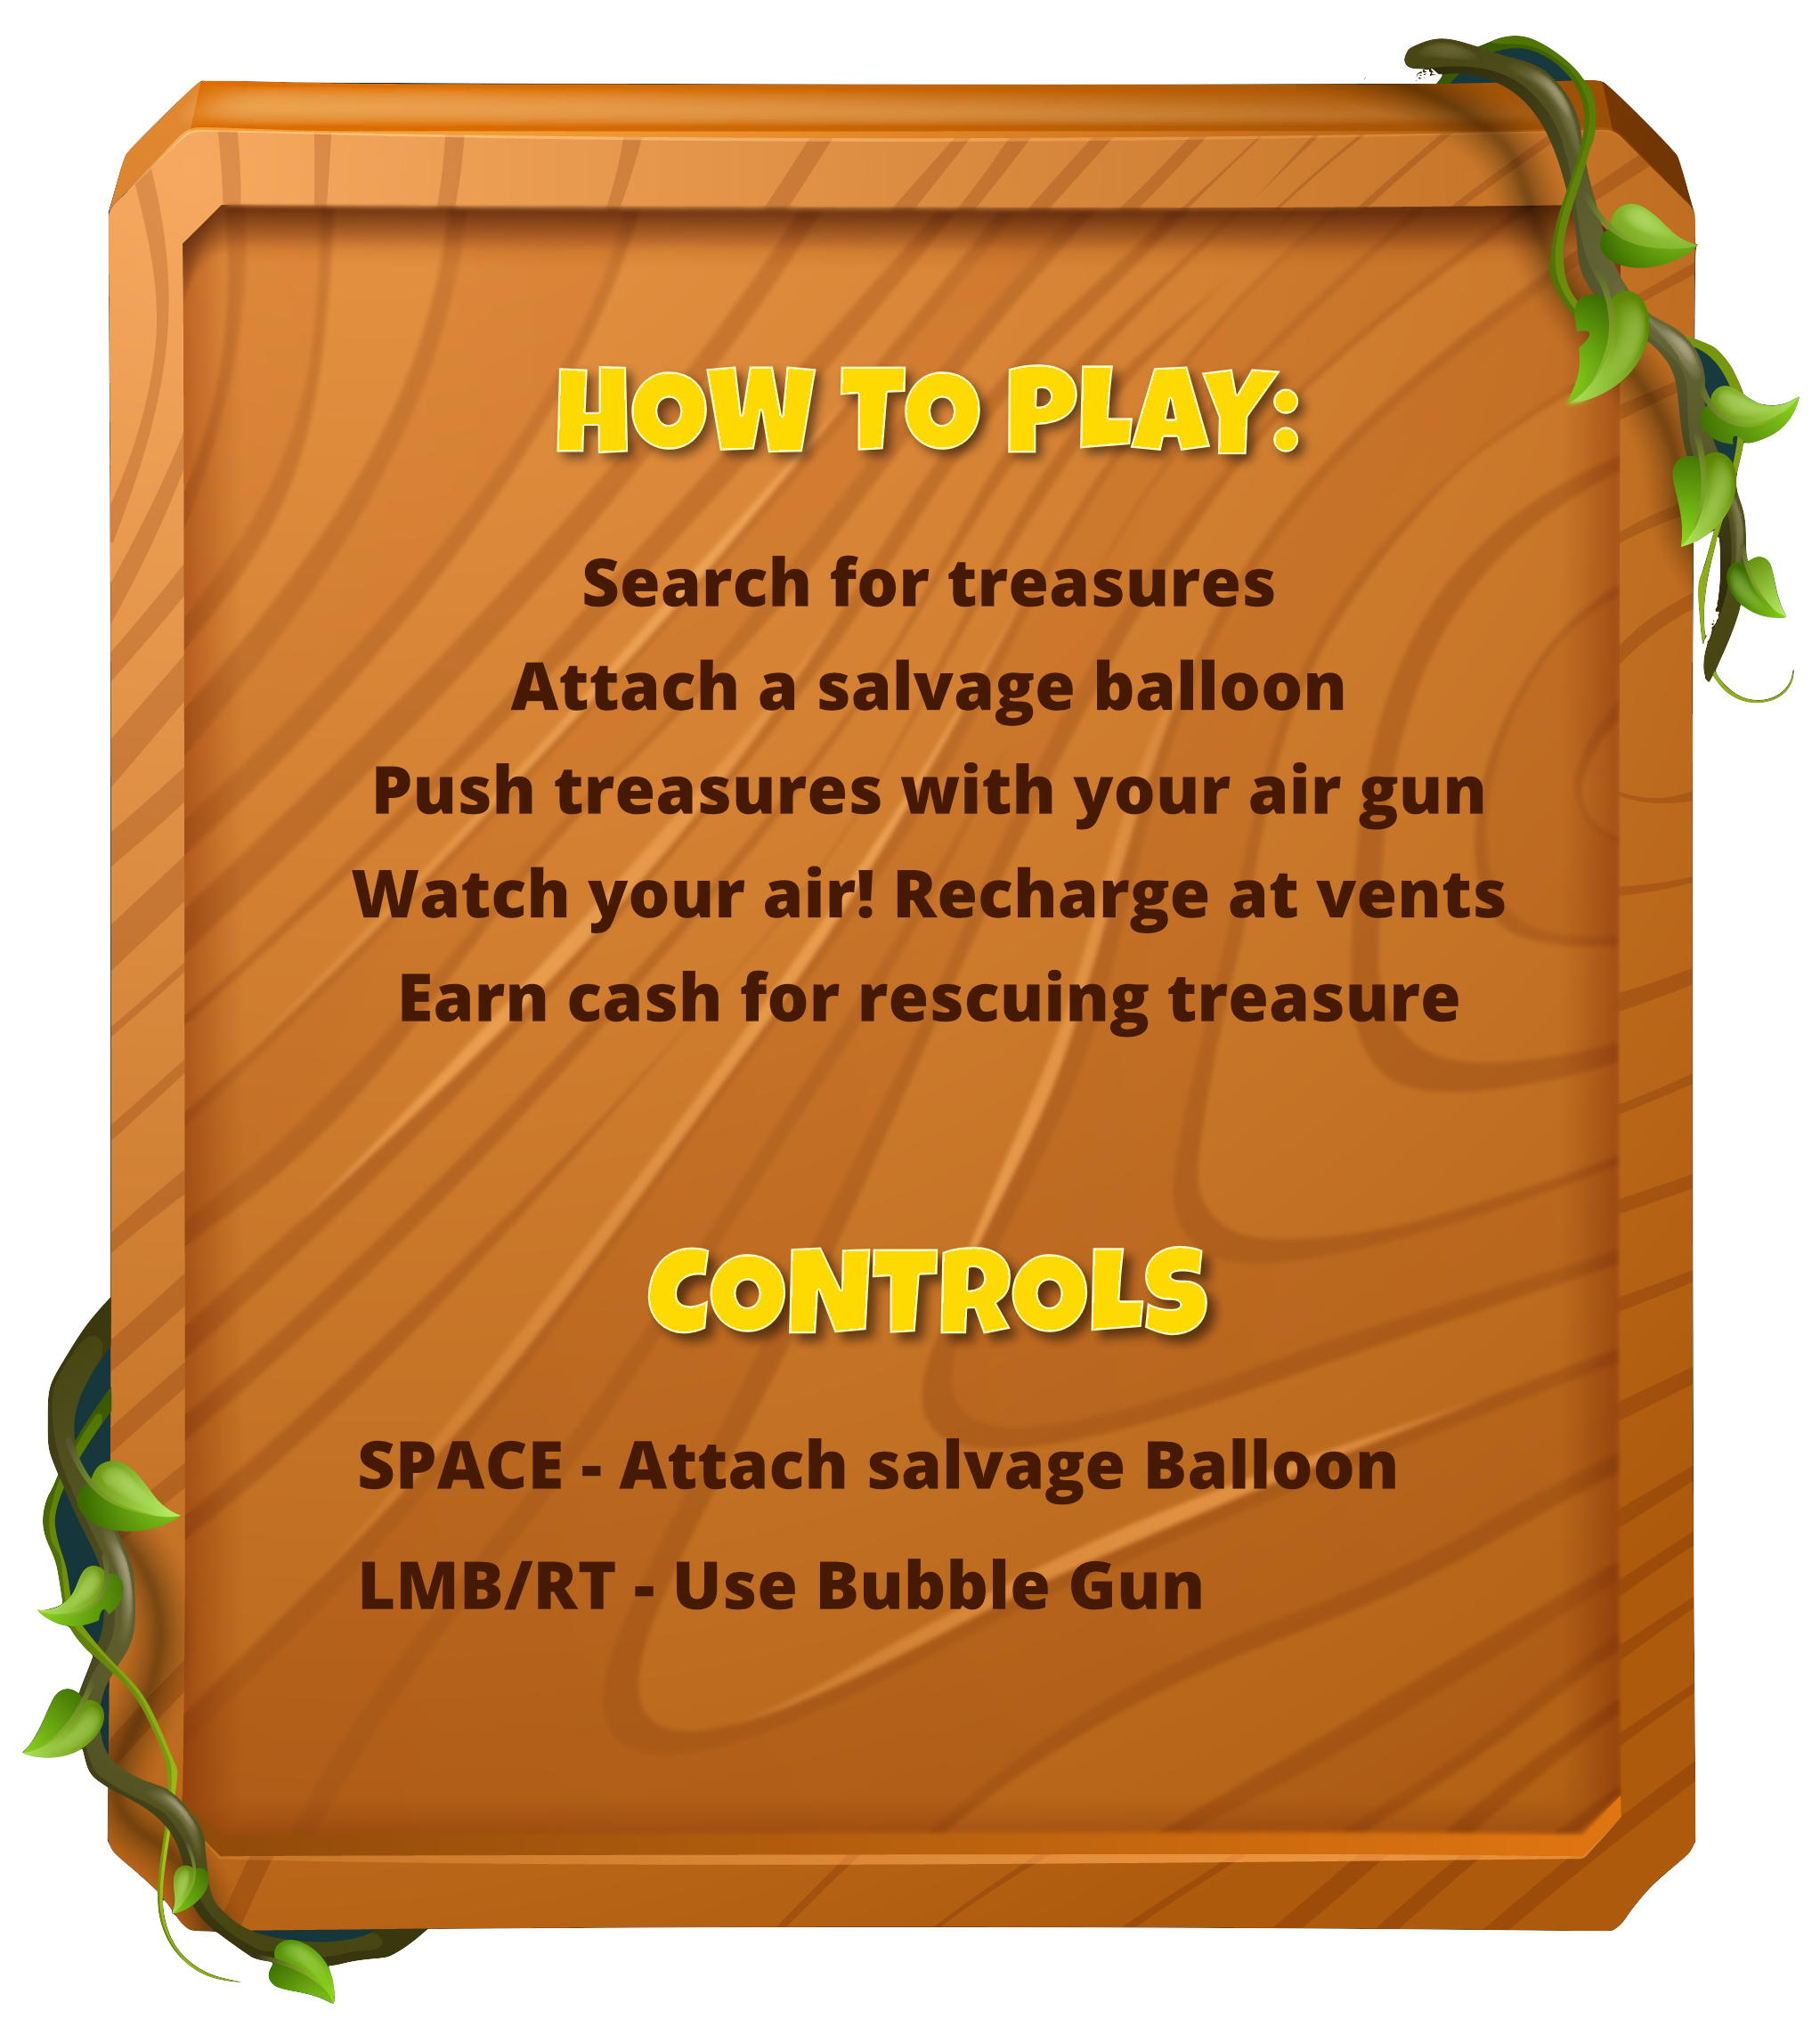 HOW TO PLAY:
Search for treasures
Attach a salvage balloon
Push treasures with your air gun
Watch your air! Recharge at vents
Earn cash for rescuing treasure
CONTROLS
SPACE - Attach salvage Balloon
LMB/RT - Use Bubble Gun